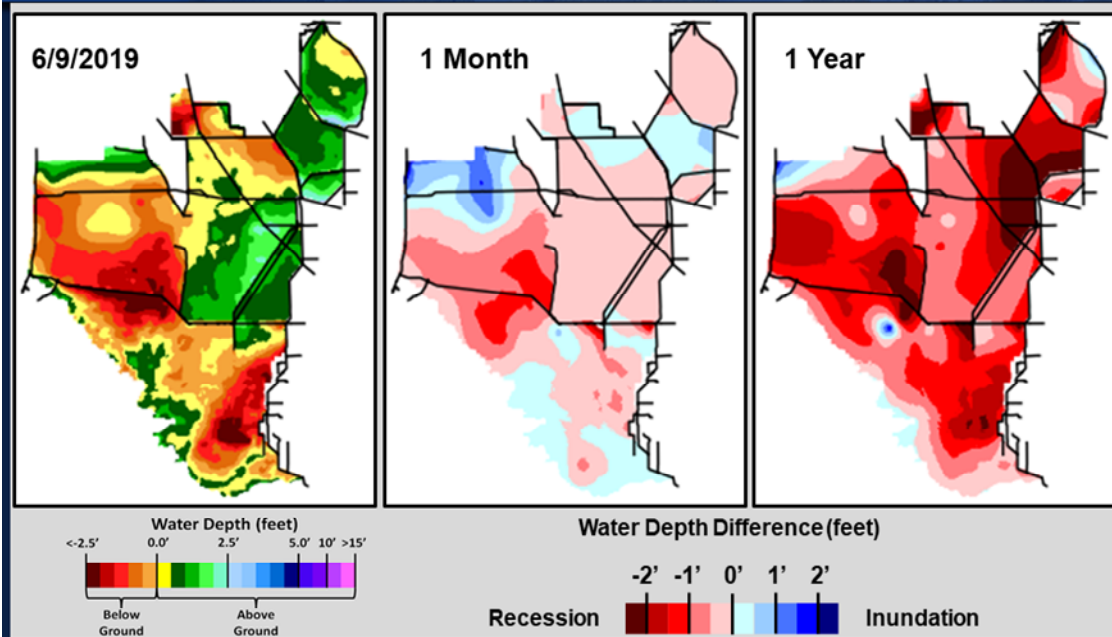 6/9/2019
1 Month
1 Year
Water Depth (feet)
<-2.5' 0.0' 2.5' 5.0' 10' >15'
Below
Ground
Above
Ground
Water Depth Difference (feet)
-2' -1' 0' 1' 2'
Recession
Inundation